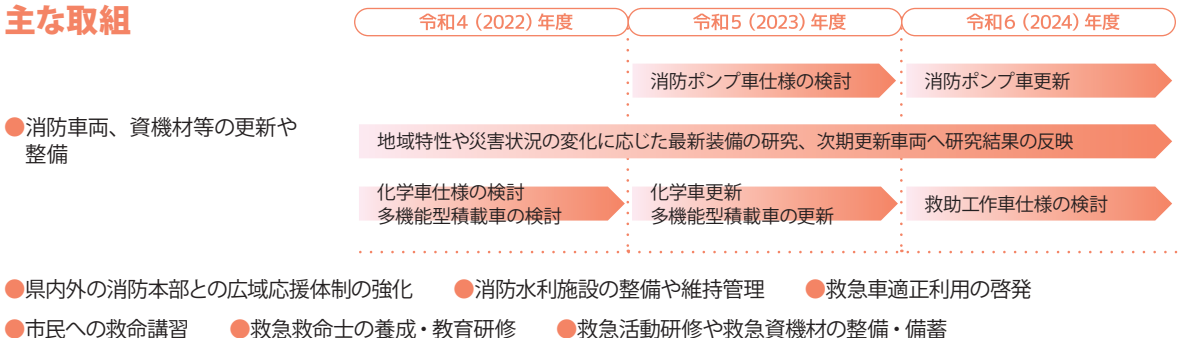 主な取組
令和4（2022）年度 令和5（2023）年度 令和6（2024）年度
消防ポンプ車仕様の検討 消防ポンプ車更新
●消防車両、資機材等の更新や
整備
地域特性や災害状況の変化に応じた最新装備の研究、次期更新車両へ研究結果の反映
化学車仕様の検討 化学車更新
多機能型積載車の検討 多機能型積載車の更新
救助工作車仕様の検討
●県内外の消防本部との広域応援体制の強化 ●消防水利施設の整備や維持管理 ●救急車適正利用の啓発
●市民への救命講習 ●救急救命士の養成・教育研修 ●救急活動研修や救急資機材の整備・備蓄